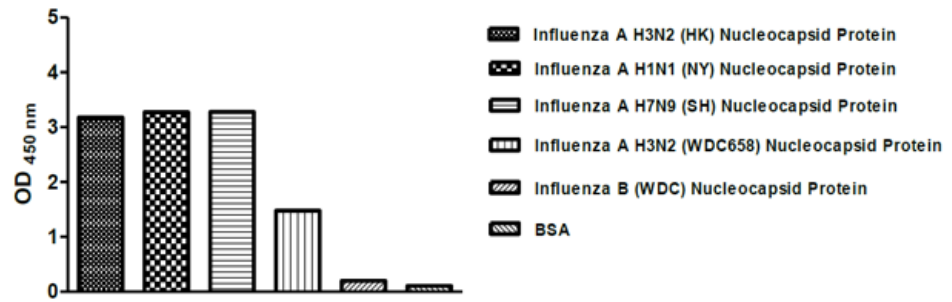 5
4
3
2
1
0
OD 450 nm
Influenza A H3N2 (HK) Nucleocapsid Protein
Influenza A H1N1 (NY) Nucleocapsid Protein
Influenza A H7N9 (SH) Nucleocapsid Protein
Influenza A H3N2 (WDC658) Nucleocapsid Protein
Influenza B (WDC) Nucleocapsid Protein
BSA